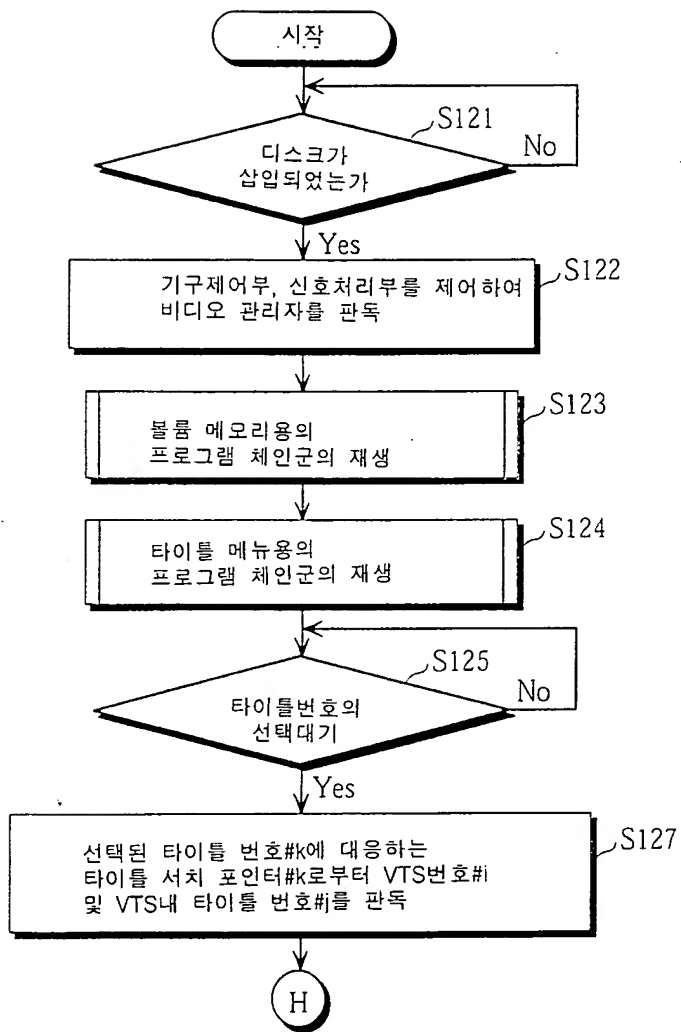 시작
S121
디스크가
삽입되었는가
No
Yes
S122
기구제어부, 신호처리부를 제어하여
비디오 관리자를 판독
S123
볼륨 메모리용의
프로그램 체인군의 재생
S124
타이틀 메뉴용의
프로그램 체인군의 재생
S125
타이틀번호의
선택대기
No
Yes
S127
선택된 타이틀 번호#k에 대응하는
타이틀 서치 포인터#k로부터 VTS번호#i
및 VTS내 타이틀 번호#j를 판독
H